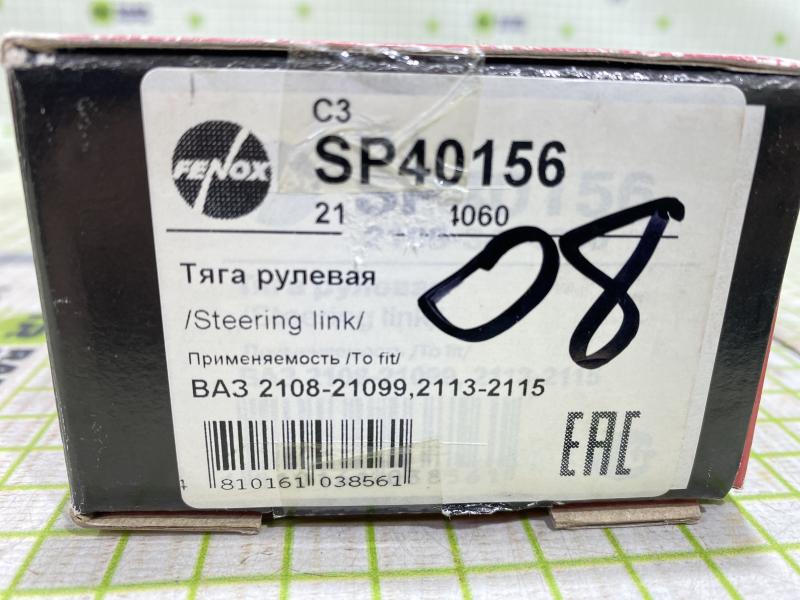 C3
FENOX
SP40156
21 4060
08
Тяга рулевая
/Steering link/
Применяемость /To fit/
ВАЗ 2108-21099,2113-2115
4 810161 038561
EAC